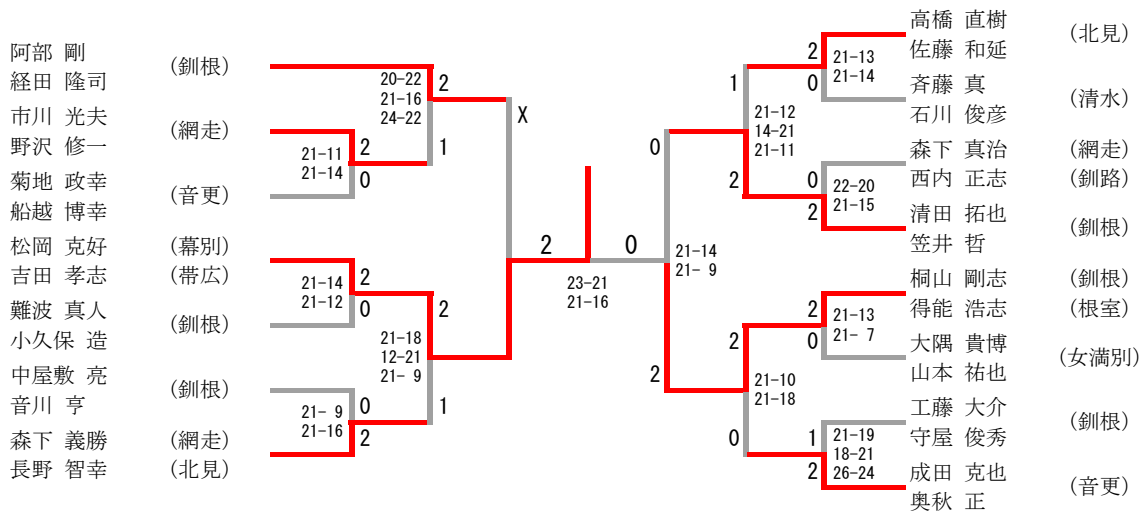 阿部 剛
経田 隆司
(釧根)
市川 光夫
野沢 修一
(網走)
菊地 政幸
船越 博幸
(音更)
松岡 克好 (幕別)
吉田 孝志 (帯広)
難波 真人
小久保 造
(釧根)
中屋敷 亮
音川 亨
(釧根)
森下 義勝 (網走)
長野 智幸 (北見)
21-11
21-14
2
0
21-14
21-12
2
0
21- 9
21-16
0
2
20-22
21-16
24-22
2
1
21-18
12-21
21- 9
2
1
X
2
0
23-21
21-16
0
2
21-14
21- 9
1
2
21-12
14-21
21-11
2
0
21-10
21-18
2
0
21-13
21-14
0
2
22-20
21-15
2
0
21-13
21- 7
1
2
21-19
18-21
26-24
高橋 直樹
佐藤 和延
(北見)
斉藤 真
石川 俊彦
(清水)
森下 真治 (網走)
西内 正志 (釧路)
清田 拓也
笠井 哲
(釧根)
桐山 剛志 (釧根)
得能 浩志 (根室)
大隅 貴博
山本 祐也
(女満別)
工藤 大介
守屋 俊秀
(釧根)
成田 克也
奥秋 正
(音更)